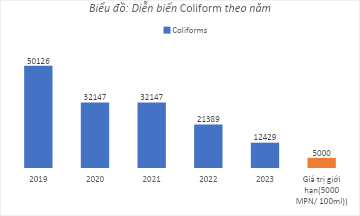 Biểu đồ: Diễn biến Coliform theo năm
Coliforms
50126
32147
32147
21389
12429
5000
2019
2020
2021
2022
2023
Giá trị giới
hạn(5000
MPN/ 100ml))